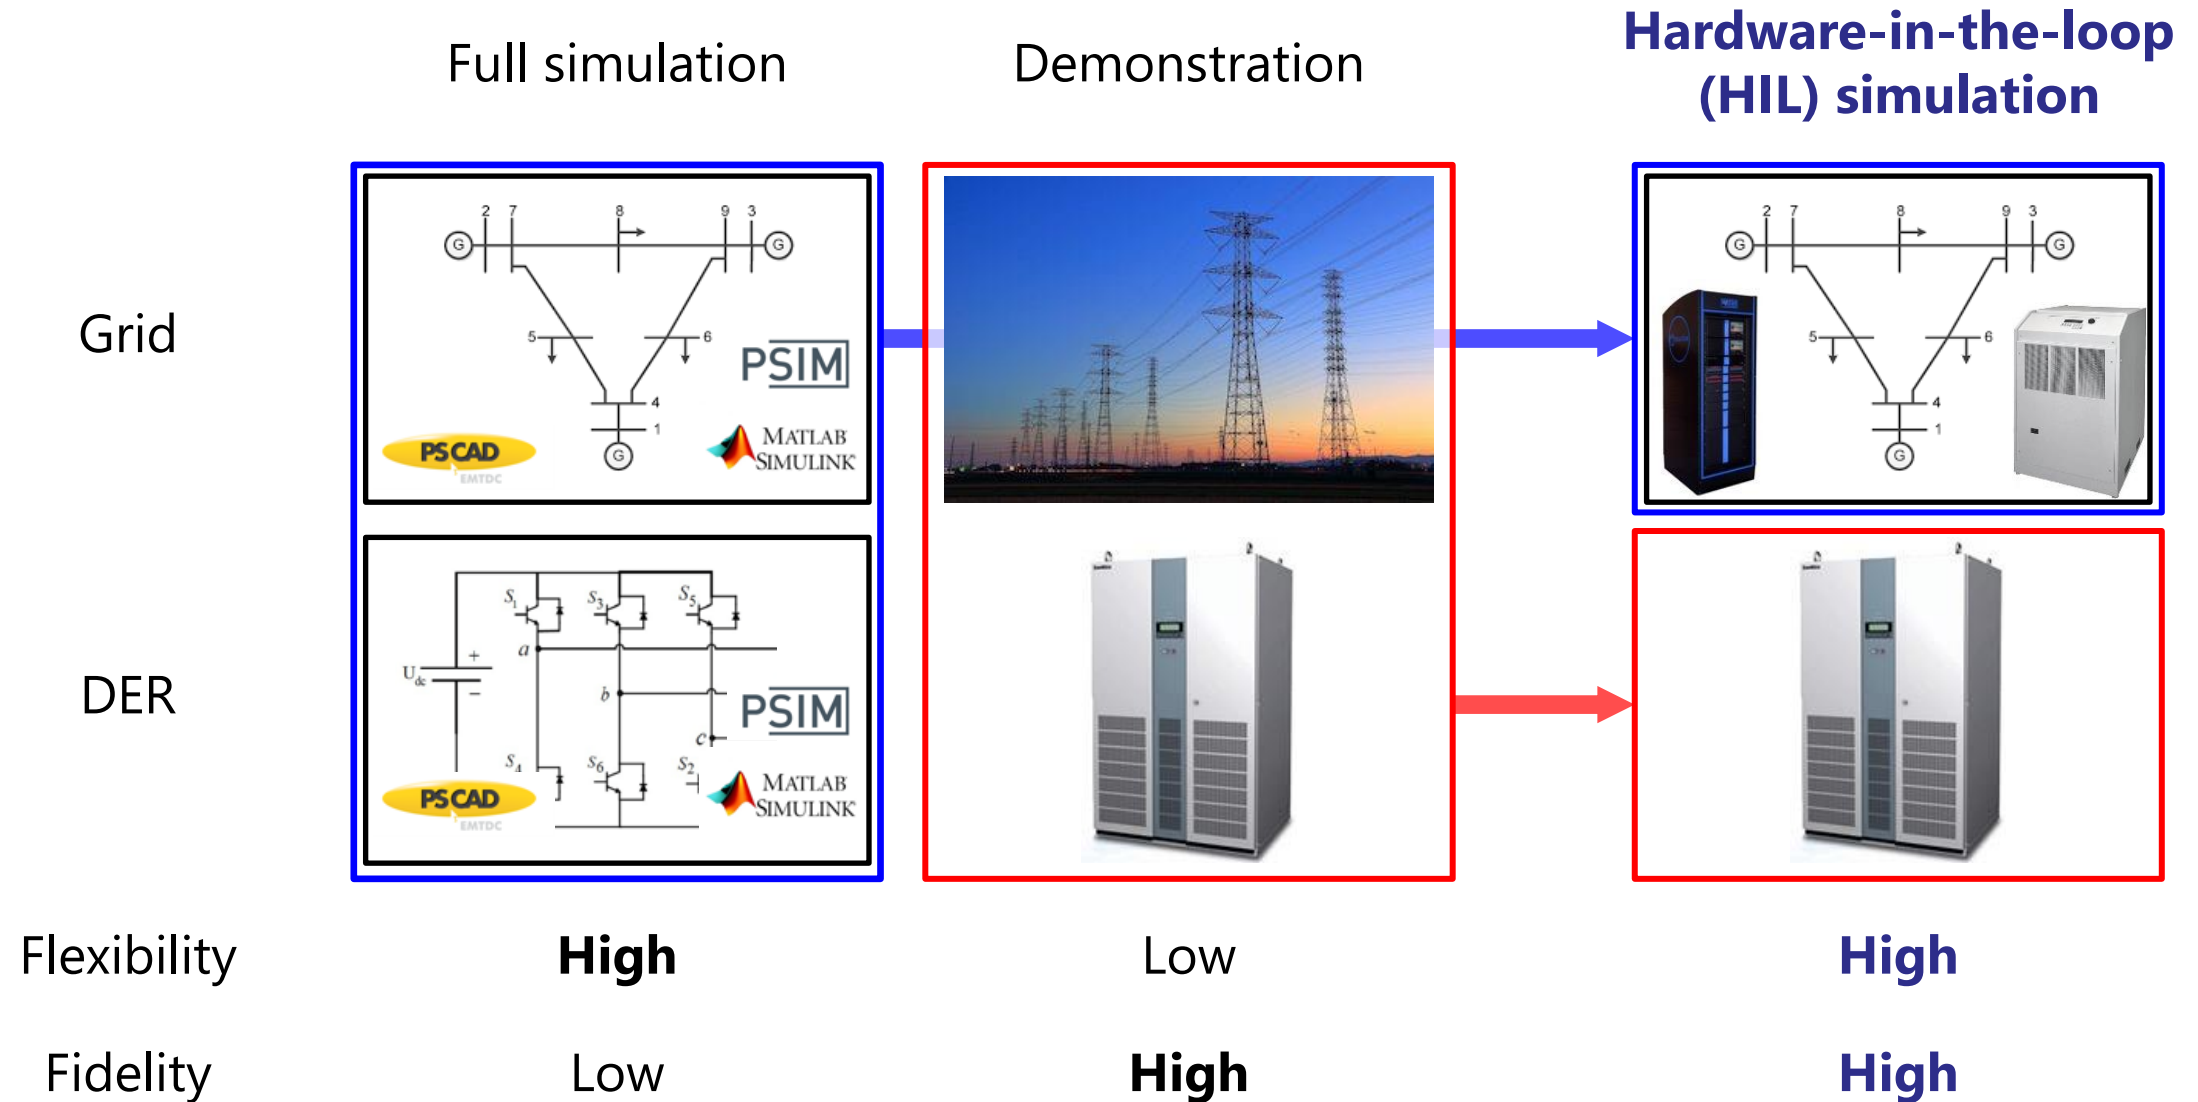 Full simulation
Demonstration
Hardware-in-the-loop
(HIL) simulation
Grid
2 7 8 9 3
G G
5 6
PSIM
4
1
G
PSCAD
EMTDC
MATLAB
SIMULINK
2 7 8 9 3
G G
5 6
4
1
G
DER
S1 S3 S5
a
+
Udc
−
b
PSIM
c
S4 S6 S2
PSCAD
EMTDC
MATLAB
SIMULINK
Flexibility
High
Low
High
Fidelity
Low
High
High